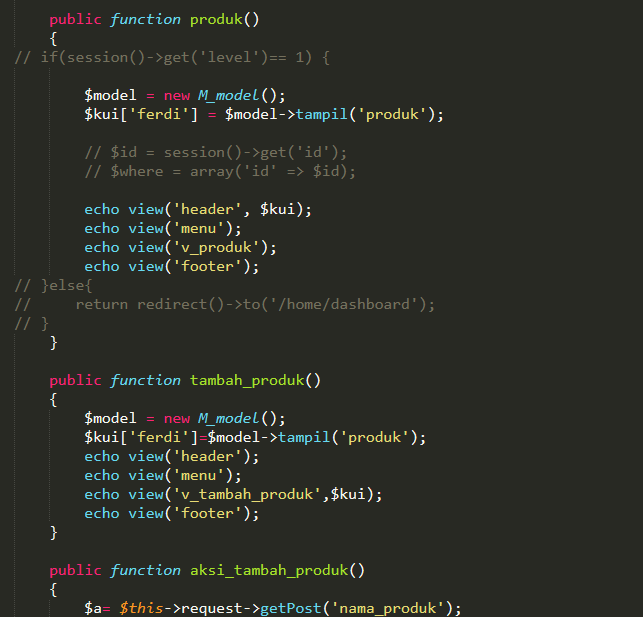 public function produk()
{
// if(session()->get('level')== 1) {
$model = new M_model();
$kui['ferdi'] = $model->tampil('produk');
// $id = session()->get('id');
// $where = array('id' => $id);
echo view('header', $kui);
echo view('menu');
echo view('v_produk');
echo view('footer');
// }else{
//     return redirect()->to('/home/dashboard');
// }
}
public function tambah_produk()
{
$model = new M_model();
$kui['ferdi']=$model->tampil('produk');
echo view('header');
echo view('menu');
echo view('v_tambah_produk',$kui);
echo view('footer');
}
public function aksi_tambah_produk()
{
$a= $this->request->getPost('nama_produk');